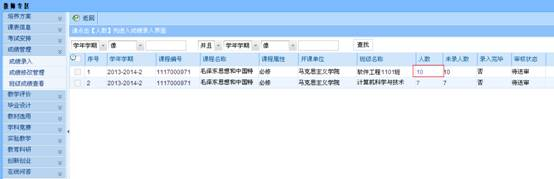 教师专区
培养方案
课表信息
考试安排
成绩管理
成绩录入
成绩修改管理
班级成绩查看
教学评价
毕业设计
教材选用
学科竞赛
实验教学
教育科研
创新创业
在线问答
返回
请点击【人数】列进入成绩录入界面
学年学期 像 并且 学年学期 像 查找
序号 学年学期 课程编号 课程名称 课程属性 开课单位 班级名称 人数 未录人数 录入完毕 审核状态
1 2013-2014-2 1117000971 毛泽东思想和中国特 必修 马克思主义学院 软件工程1101班 10 10 否 待送审
2 2013-2014-2 1117000971 毛泽东思想和中国特 必修 马克思主义学院 计算机科学与技术 7 7 否 待送审